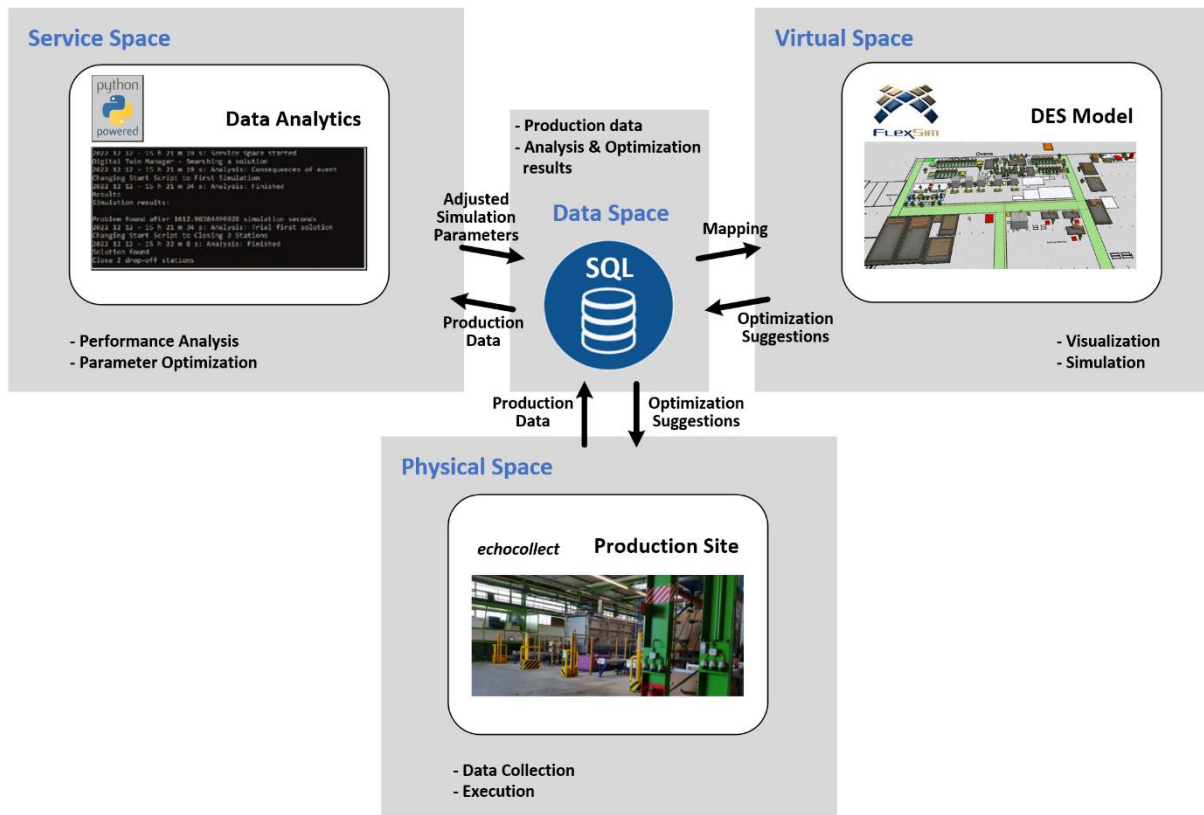 Service Space
python
powered
Data Analytics
2022 12 12 - 15 h 21 m 19 s: Service Space started
Digital Twin Manager - Searching a solution
2022 12 12 - 15 h 21 m 19 s: Analysis: Consequences of event
Changing Start Script to First Simulation
2022 12 12 - 15 h 21 m 34 s: Analysis: Finished
Results
Simulation results:
Problem found after 1612.98364499928 simulation seconds
2022 12 12 - 15 h 21 m 34 s: Analysis: Trial first solution
Changing Start Script to Closing 2 Stations
2022 12 12 - 15 h 22 m 8 s: Analysis: Finished
Solution found
Close 2 drop-off stations
- Performance Analysis
- Parameter Optimization
- Production data
- Analysis & Optimization
results
Data Space
SQL
Adjusted
Simulation
Parameters
Production
Data
Mapping
Optimization
Suggestions
Virtual Space
FLEXSIM
DES Model
Ovens
- Visualization
- Simulation
Production
Data
Optimization
Suggestions
Physical Space
echocollect
Production Site
- Data Collection
- Execution